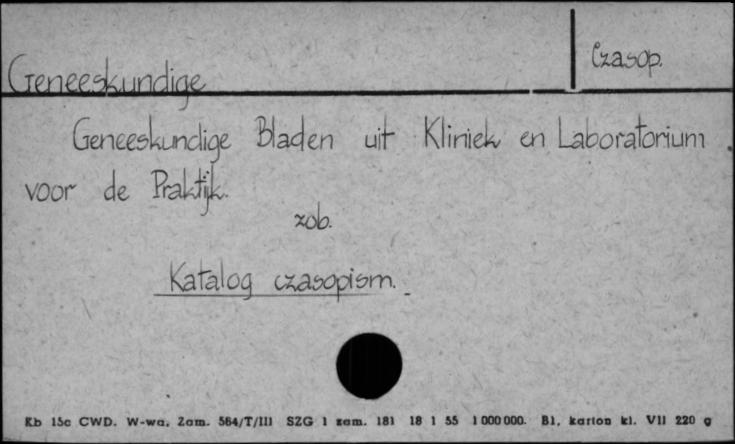 Geneeskundige
Czasop.
Geneeskundige Bladen uit Kliniek en Laboratorium
voor de Praktijk.
zob.
Katalog czasopism.
Kb 15c CWD. W-wa. Zam. 564/T/III SZG 1 zam. 181 18 1 55 1 000 000. Bl. karton kl. VII 220 g